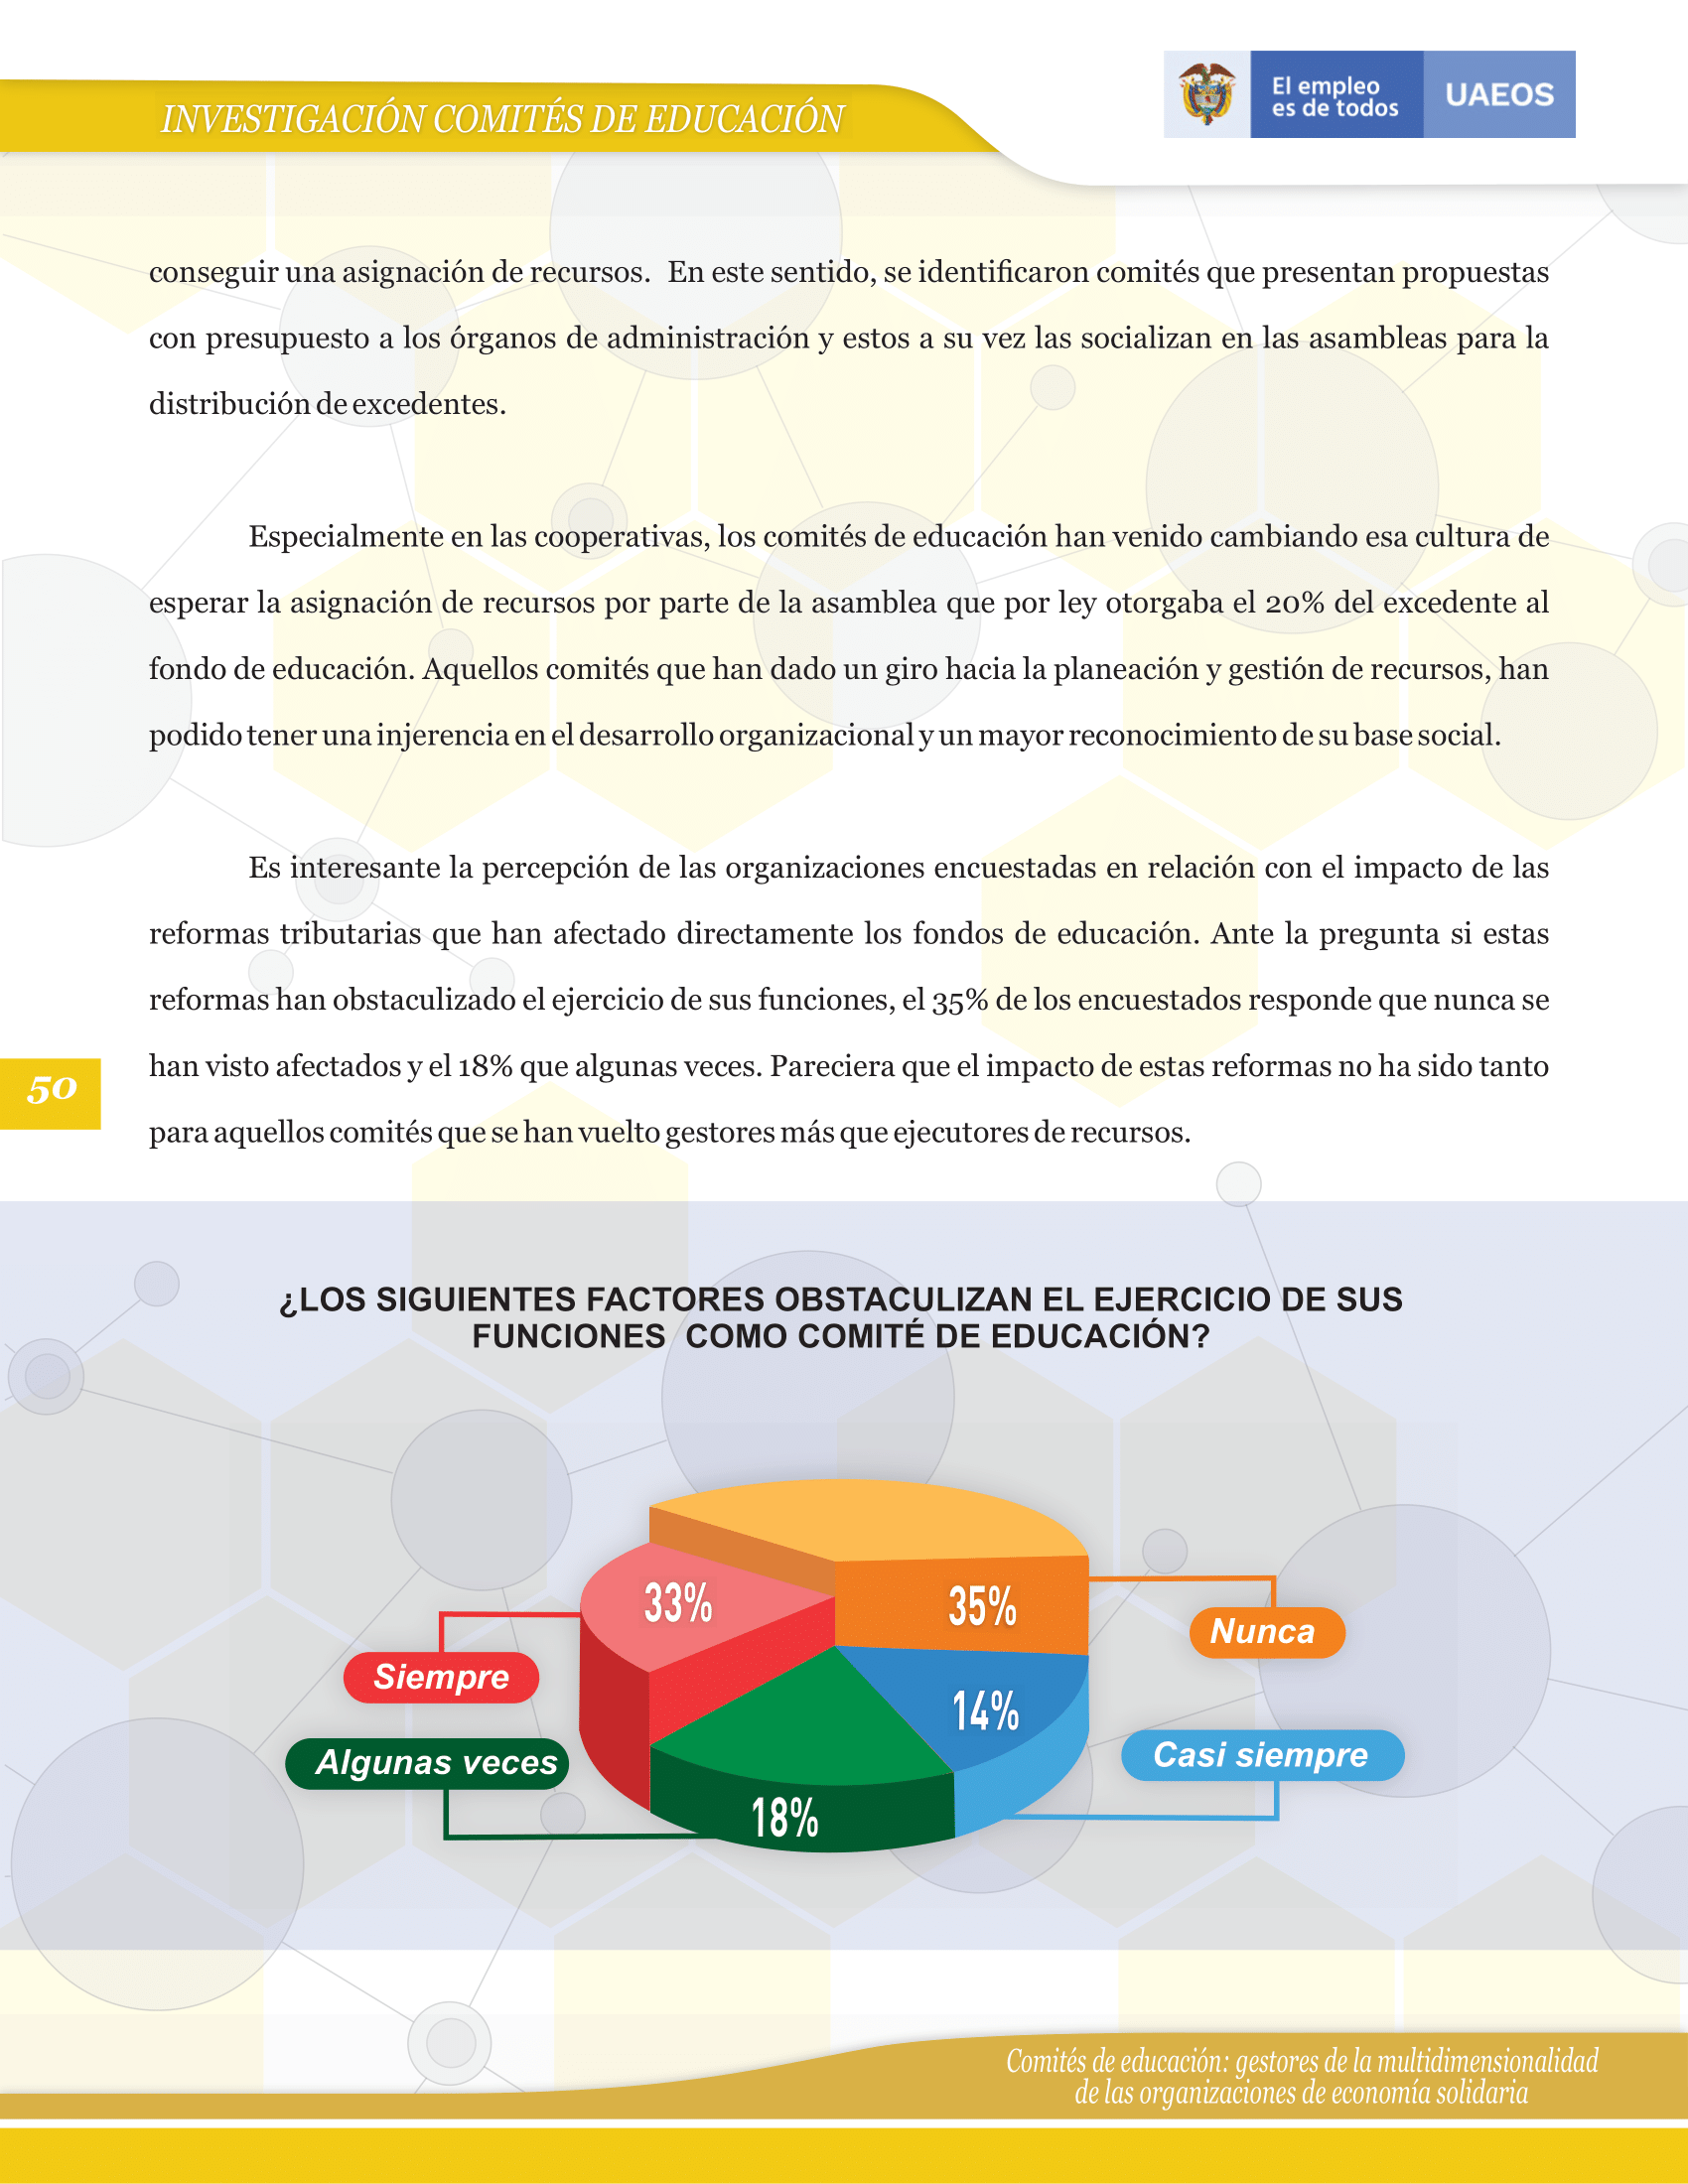 INVESTIGACIÓN COMITÉS DE EDUCACIÓN
El empleo
es de todos
UAEOS
conseguir una asignación de recursos.  En este sentido, se identificaron comités que presentan propuestas
con presupuesto a los órganos de administración y estos a su vez las socializan en las asambleas para la
distribución de excedentes.
Especialmente en las cooperativas, los comités de educación han venido cambiando esa cultura de
esperar la asignación de recursos por parte de la asamblea que por ley otorgaba el 20% del excedente al
fondo de educación. Aquellos comités que han dado un giro hacia la planeación y gestión de recursos, han
podido tener una injerencia en el desarrollo organizacional y un mayor reconocimiento de su base social.
Es interesante la percepción de las organizaciones encuestadas en relación con el impacto de las
reformas tributarias que han afectado directamente los fondos de educación. Ante la pregunta si estas
reformas han obstaculizado el ejercicio de sus funciones, el 35% de los encuestados responde que nunca se
han visto afectados y el 18% que algunas veces. Pareciera que el impacto de estas reformas no ha sido tanto
para aquellos comités que se han vuelto gestores más que ejecutores de recursos.
50
¿LOS SIGUIENTES FACTORES OBSTACULIZAN EL EJERCICIO DE SUS
FUNCIONES  COMO COMITÉ DE EDUCACIÓN?
33%
35%
Nunca
Siempre
14%
Algunas veces
Casi siempre
18%
Comités de educación: gestores de la multidimensionalidad
de las organizaciones de economía solidaria